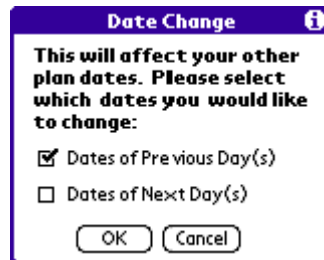 Date Change
This will affect your other
plan dates. Please select
which dates you would like
to change:
Dates of Previous Day(s)
Dates of Next Day(s)
OK Cancel